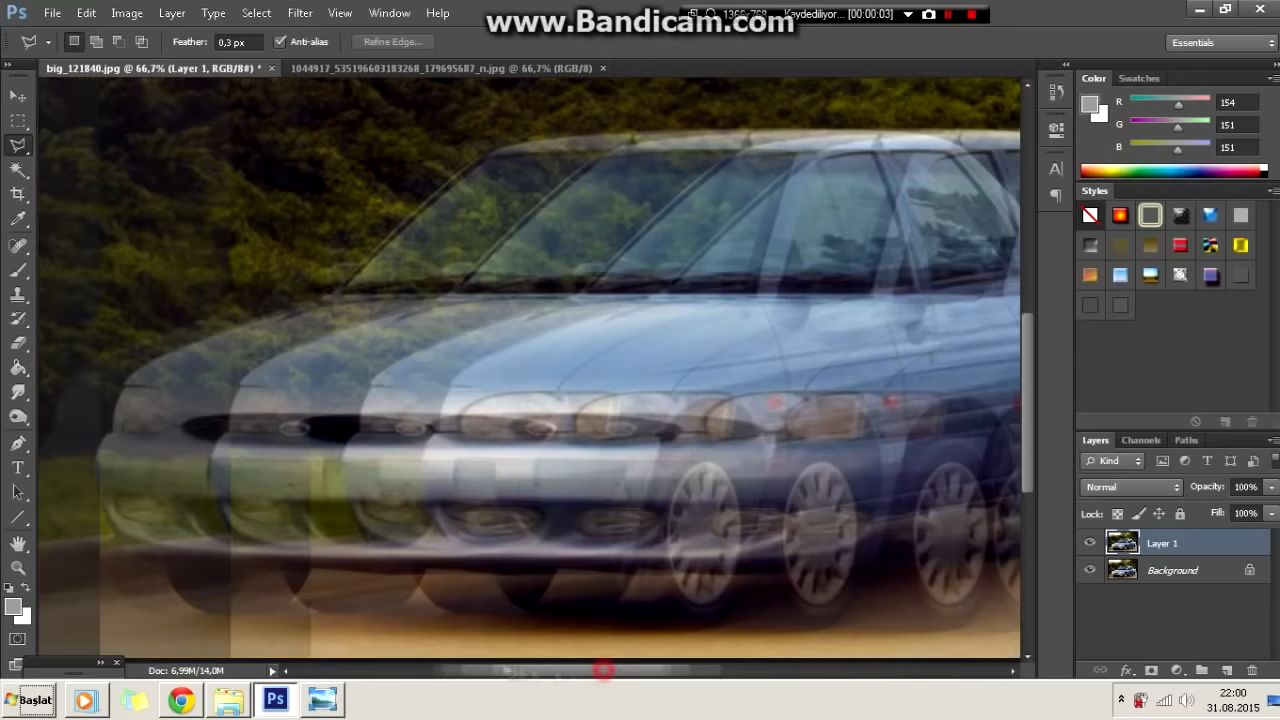 Ps File Edit Image Layer Type Select Filter View Window Help
www.Bandicam.com
1366x768 Kaydediliyor... [00:00:03]
Feather: 0,3 px Anti-alias Refine Edge... Essentials
big_121840.jpg @ 66,7% (Layer 1, RGB/8#) * × 1044917_535196603183268_179695687_n.jpg @ 66,7% (RGB/8) ×
Color Swatches
R 154
G 151
B 151
Styles
Layers Channels Paths
Kind
Normal Opacity: 100%
Lock: Fill: 100%
Layer 1
Background
Doc: 6,99M/14,0M
Başlat
Ps
22:00
31.08.2015